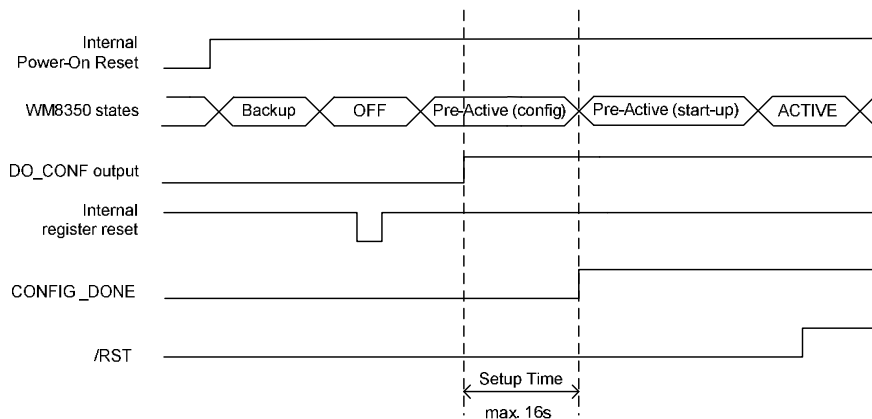 Internal
Power-On Reset
WM8350 states
Backup
OFF
Pre-Active (config)
Pre-Active (start-up)
ACTIVE
DO_CONF output
Internal
register reset
CONFIG_DONE
/RST
Setup Time
max. 16s